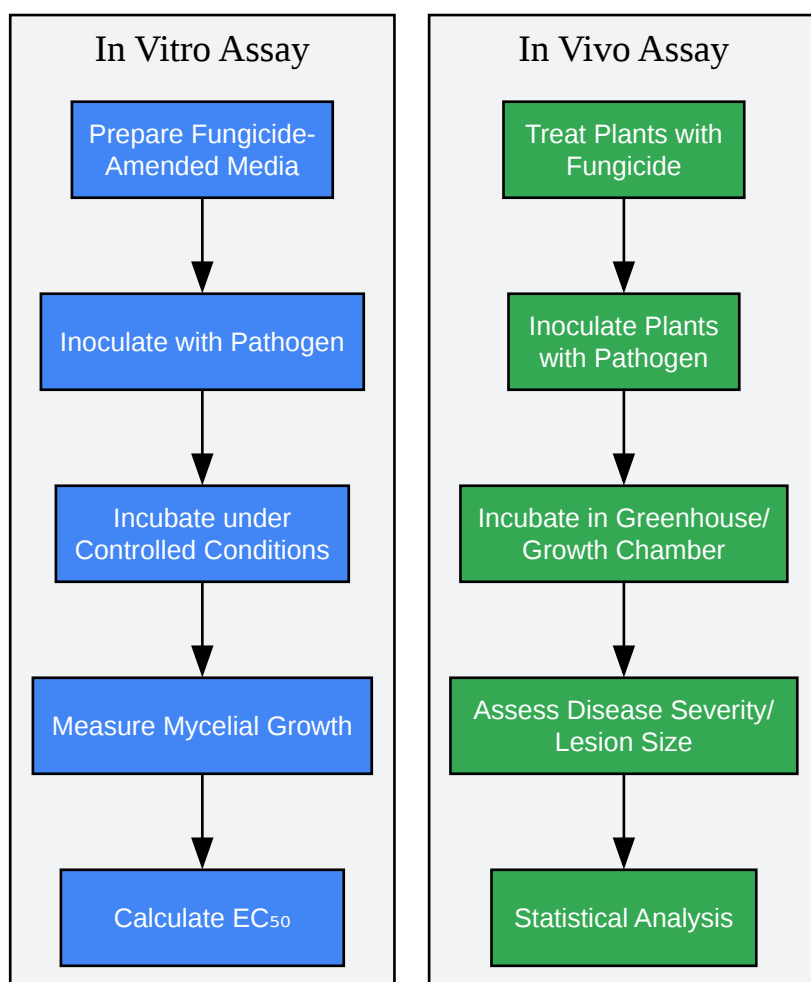 In Vitro Assay
Prepare Fungicide-
Amended Media
Inoculate with Pathogen
Incubate under
Controlled Conditions
Measure Mycelial Growth
Calculate EC₅₀
In Vivo Assay
Treat Plants with
Fungicide
Inoculate Plants
with Pathogen
Incubate in Greenhouse/
Growth Chamber
Assess Disease Severity/
Lesion Size
Statistical Analysis